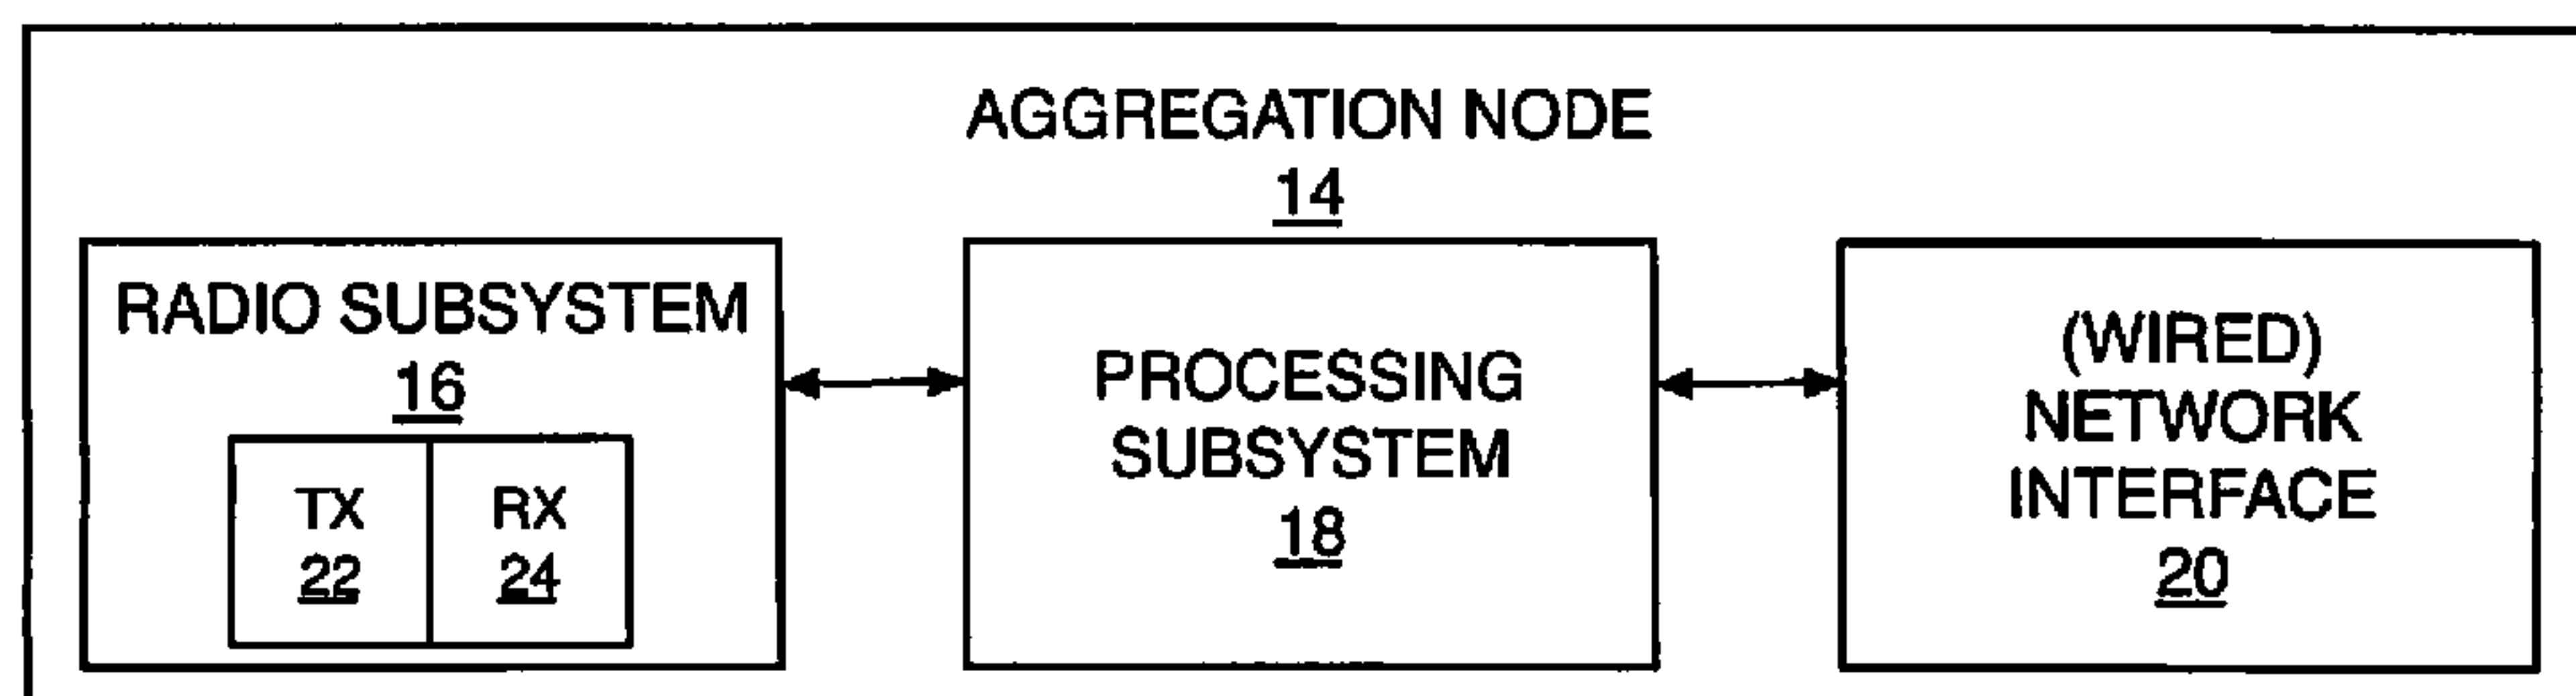 AGGREGATION NODE
14
RADIO SUBSYSTEM
16
TX
22
RX
24
PROCESSING
SUBSYSTEM
18
(WIRED)
NETWORK
INTERFACE
20